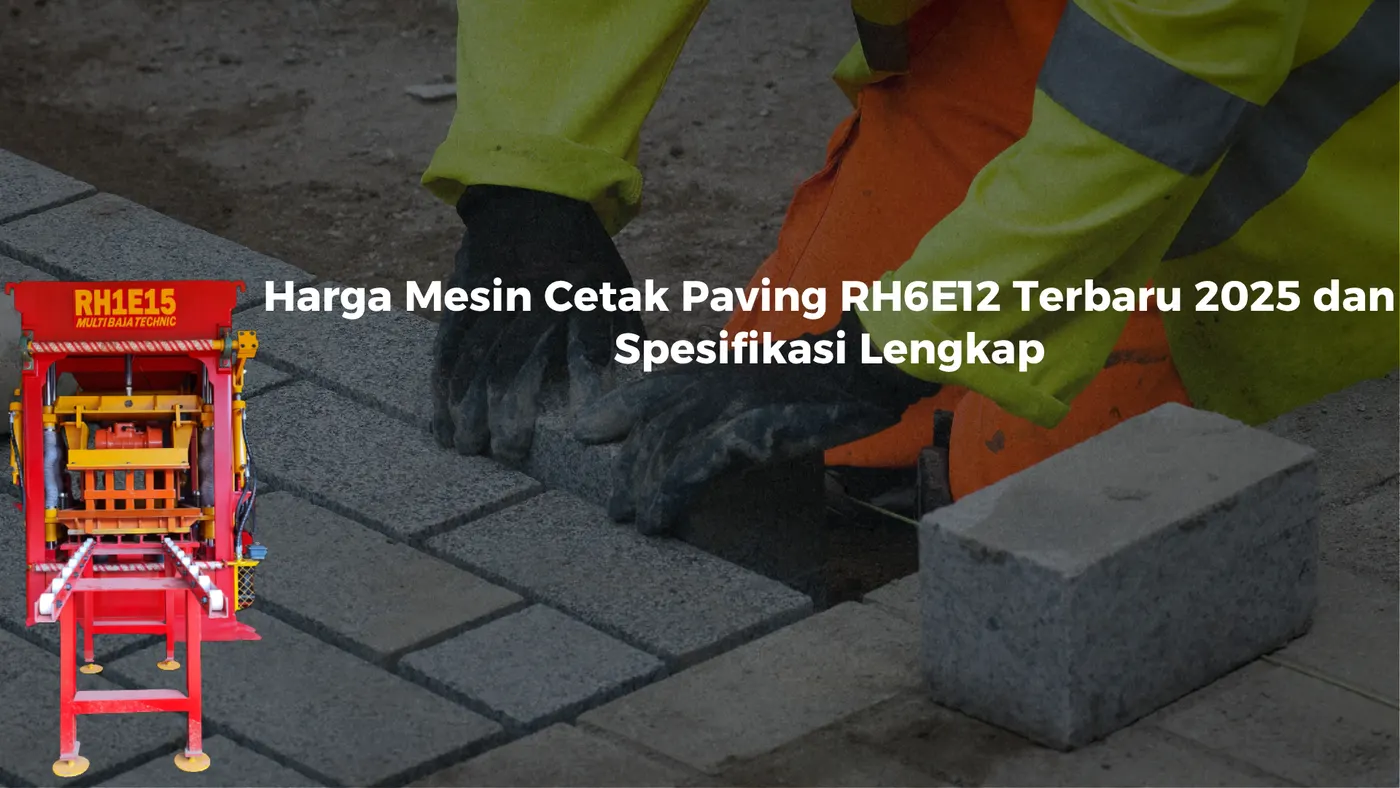 RH1E15
MULTI BAJA TECHNIC
Harga Mesin Cetak Paving RH6E12 Terbaru 2025 dan
Spesifikasi Lengkap